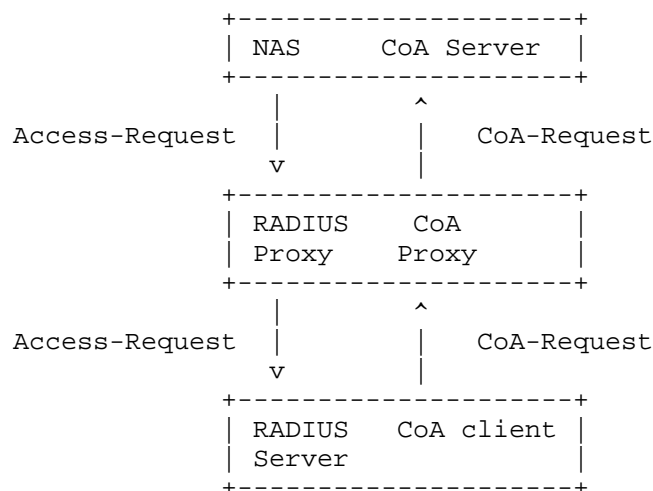 NAS CoA Server
Access-Request CoA-Request
RADIUS CoA
Proxy Proxy
Access-Request CoA-Request
RADIUS CoA client
Server